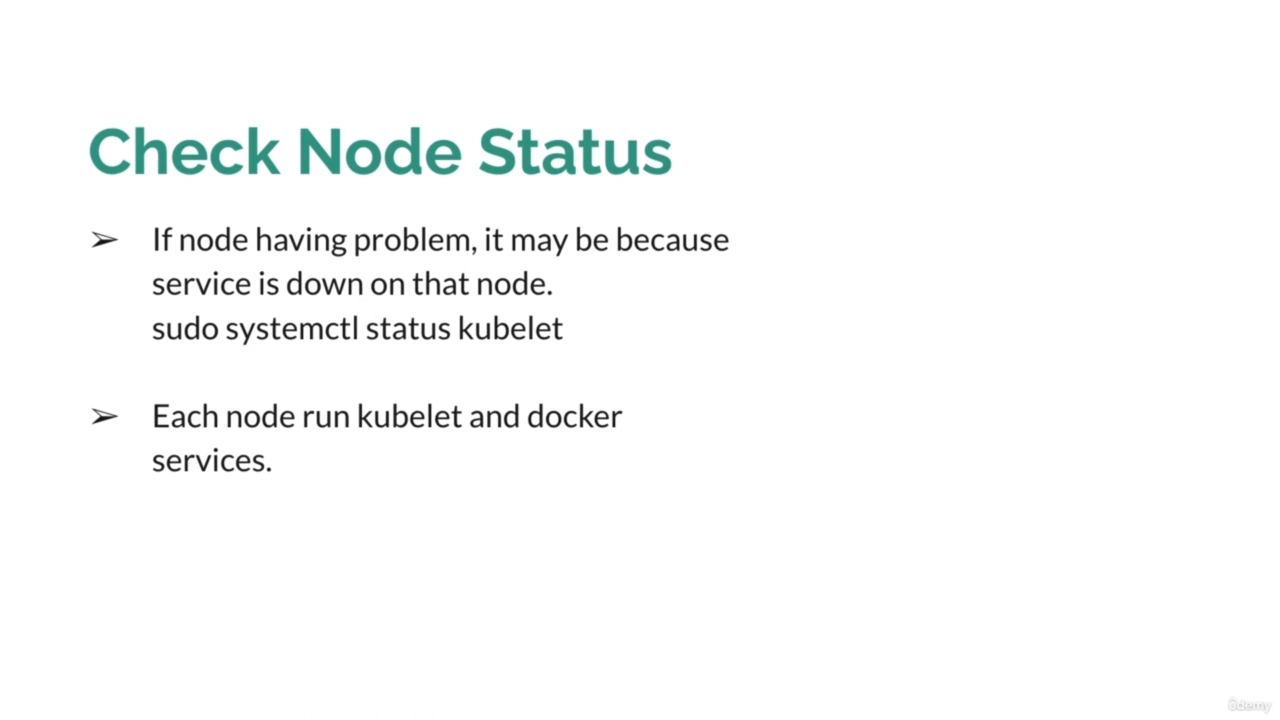 Check Node Status
➢ If node having problem, it may be because
service is down on that node.
sudo systemctl status kubelet
➢ Each node run kubelet and docker
services.
ûdemy